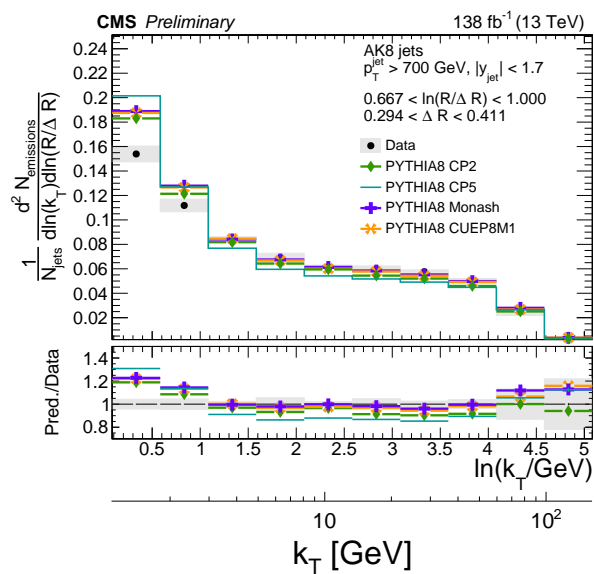 CMS Preliminary 138 fb⁻¹ (13 TeV)
AK8 jets
p_T^jet > 700 GeV, |y_jet| < 1.7
0.667 < ln(R/Δ R) < 1.000
0.294 < Δ R < 0.411
Data
PYTHIA8 CP2
PYTHIA8 CP5
PYTHIA8 Monash
PYTHIA8 CUEP8M1
1/N_jets d² N_emissions / dln(k_T)dln(R/Δ R)
0.24
0.22
0.2
0.18
0.16
0.14
0.12
0.1
0.08
0.06
0.04
0.02
Pred./Data
1.4
1.2
1
0.8
0.5 1 1.5 2 2.5 3 3.5 4 4.5 5
ln(k_T/GeV)
10 10²
k_T [GeV]